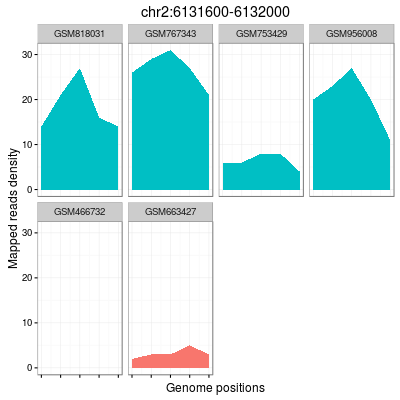 chr2:6131600-6132000
GSM818031 GSM767343 GSM753429 GSM956008
30
20
10
0
GSM466732 GSM663427
30
20
10
0
Mapped reads density
Genome positions